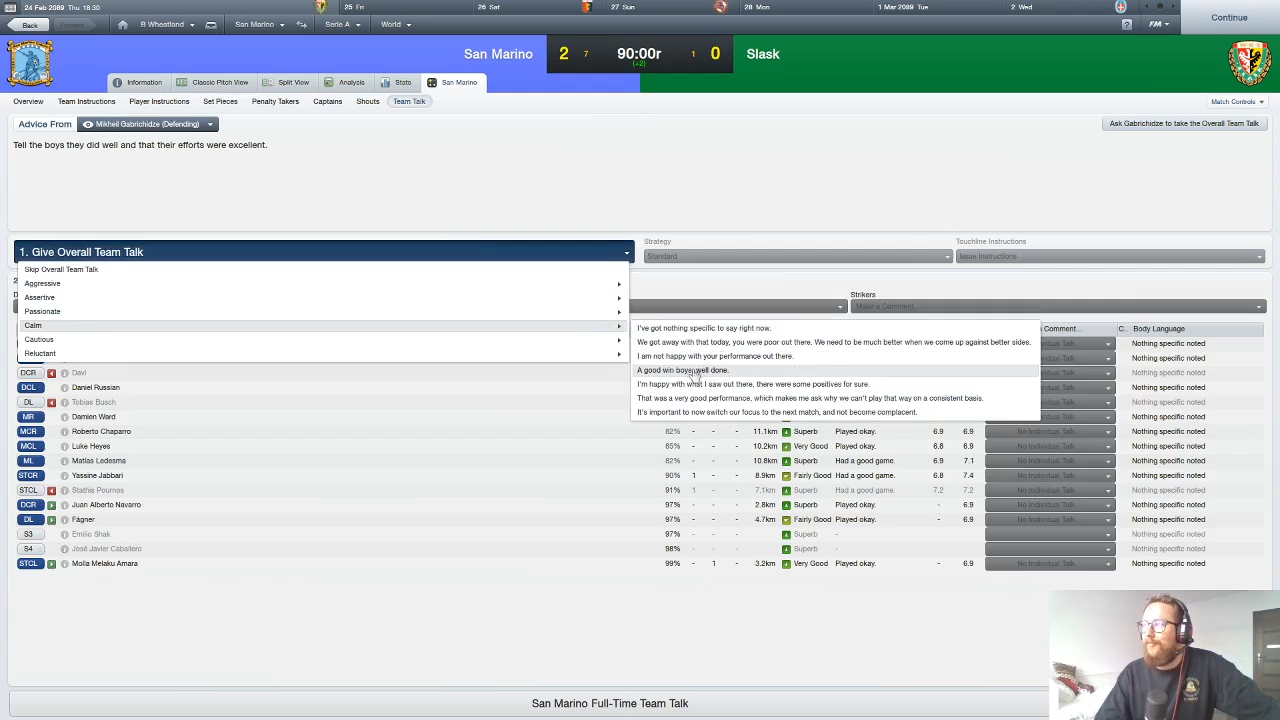 24 Feb 2089 Thu 18:30
25 Fri
26 Sat
27 Sun
28 Mon
1 Mar 2089 Tue
2 Wed
Back
Forward
B Wheatland
San Marino
Serie A
World
?
FM
Continue
San Marino
2
7
90:00r
(+2)
1
0
Slask
Information
Classic Pitch View
Split View
Analysis
Stats
San Marino
Overview
Team Instructions
Player Instructions
Set Pieces
Penalty Takers
Captains
Shouts
Team Talk
Match Controls
Advice From
Mikheil Gabrichidze (Defending)
Ask Gabrichidze to take the Overall Team Talk
Tell the boys they did well and that their efforts were excellent.
1. Give Overall Team Talk
Strategy
Standard
Touchline Instructions
Issue Instructions
Skip Overall Team Talk
Aggressive
Assertive
Passionate
Calm
Cautious
Reluctant
Strikers
Make a Comment...
I've got nothing specific to say right now.
We got away with that today, you were poor out there. We need to be much better when we come up against better sides.
I am not happy with your performance out there.
A good win boys, well done.
I'm happy with what I saw out there, there were some positives for sure.
That was a very good performance, which makes me ask why we can't play that way on a consistent basis.
It's important to now switch our focus to the next match, and not become complacent.
Comment... C.. Body Language
Nothing specific noted
Nothing specific noted
DCR Davi Nothing specific noted
DCL Daniel Russian Nothing specific noted
DL Tobias Busch Nothing specific noted
MR Damien Ward Nothing specific noted
MCR Roberto Chaparro 82% - - - 11.1km Superb Played okay. 6.9 6.9 No Individual Talk Nothing specific noted
MCL Luke Heyes 85% - - - 10.2km Very Good Played okay. 6.8 6.9 No Individual Talk Nothing specific noted
ML Matías Ledesma 82% - - - 10.8km Superb Had a good game. 6.9 7.1 No Individual Talk Nothing specific noted
STCR Yassine Jabbari 90% 1 - - 8.9km Fairly Good Had a good game. 6.8 7.4 No Individual Talk Nothing specific noted
STCL Stathis Pournos 91% 1 - - 7.1km Superb Had a good game. 7.2 7.2 No Individual Talk Nothing specific noted
DCR Juan Alberto Navarro 97% - - - 2.8km Superb Played okay. - 6.9 No Individual Talk Nothing specific noted
DL Fágner 97% - - - 4.7km Fairly Good Played okay. - 6.9 No Individual Talk Nothing specific noted
S3 Emilio Shak 97% - - - Superb - Nothing specific noted
S4 José Javier Caballero 98% - - - Superb - Nothing specific noted
STCL Molla Melaku Amara 99% - 1 - 3.2km Very Good Played okay. - 6.9 No Individual Talk Nothing specific noted
San Marino Full-Time Team Talk